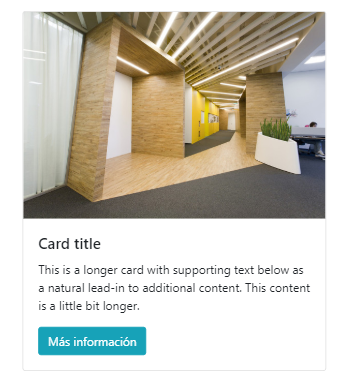 Card title
This is a longer card with supporting text below as
a natural lead-in to additional content. This content
is a little bit longer.
Más información